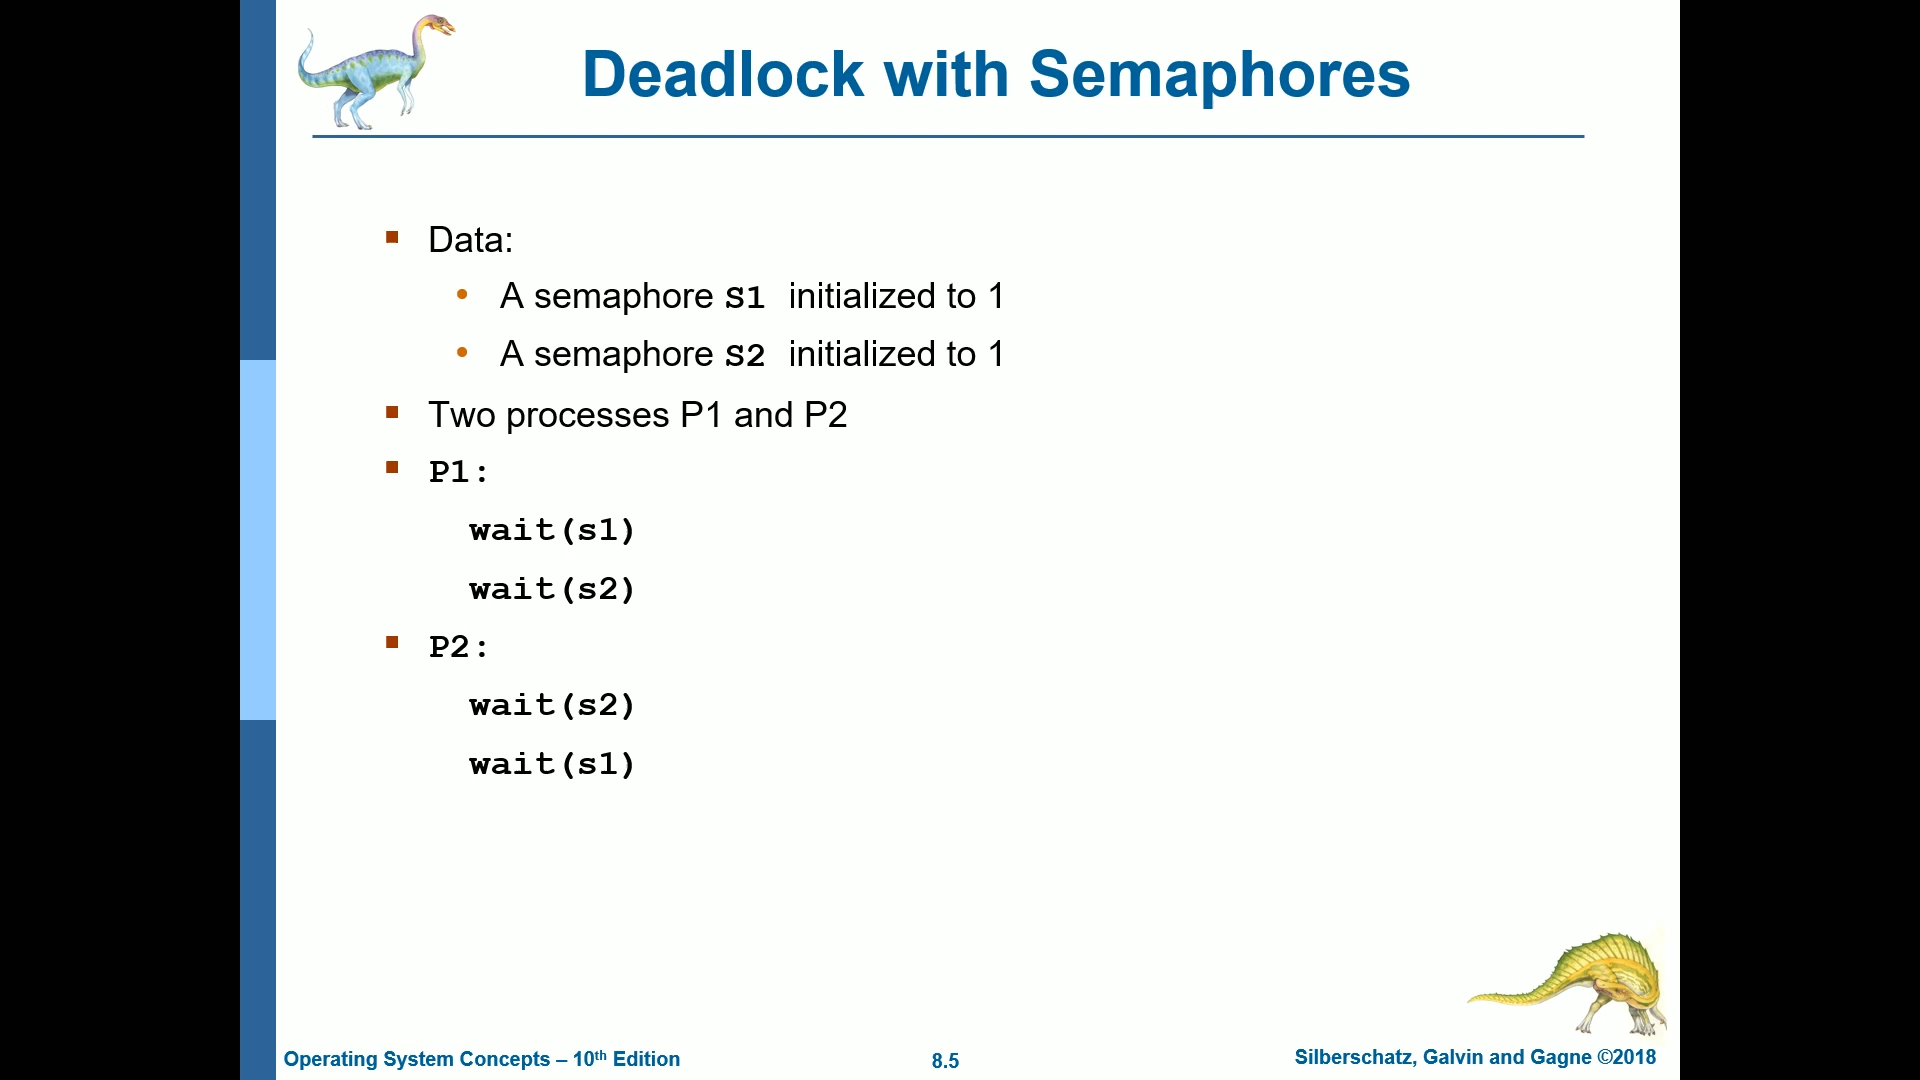 Deadlock with Semaphores
Data:
A semaphore S1 initialized to 1
A semaphore S2 initialized to 1
Two processes P1 and P2
P1:
wait(s1)
wait(s2)
P2:
wait(s2)
wait(s1)
Operating System Concepts – 10th Edition
8.5
Silberschatz, Galvin and Gagne ©2018